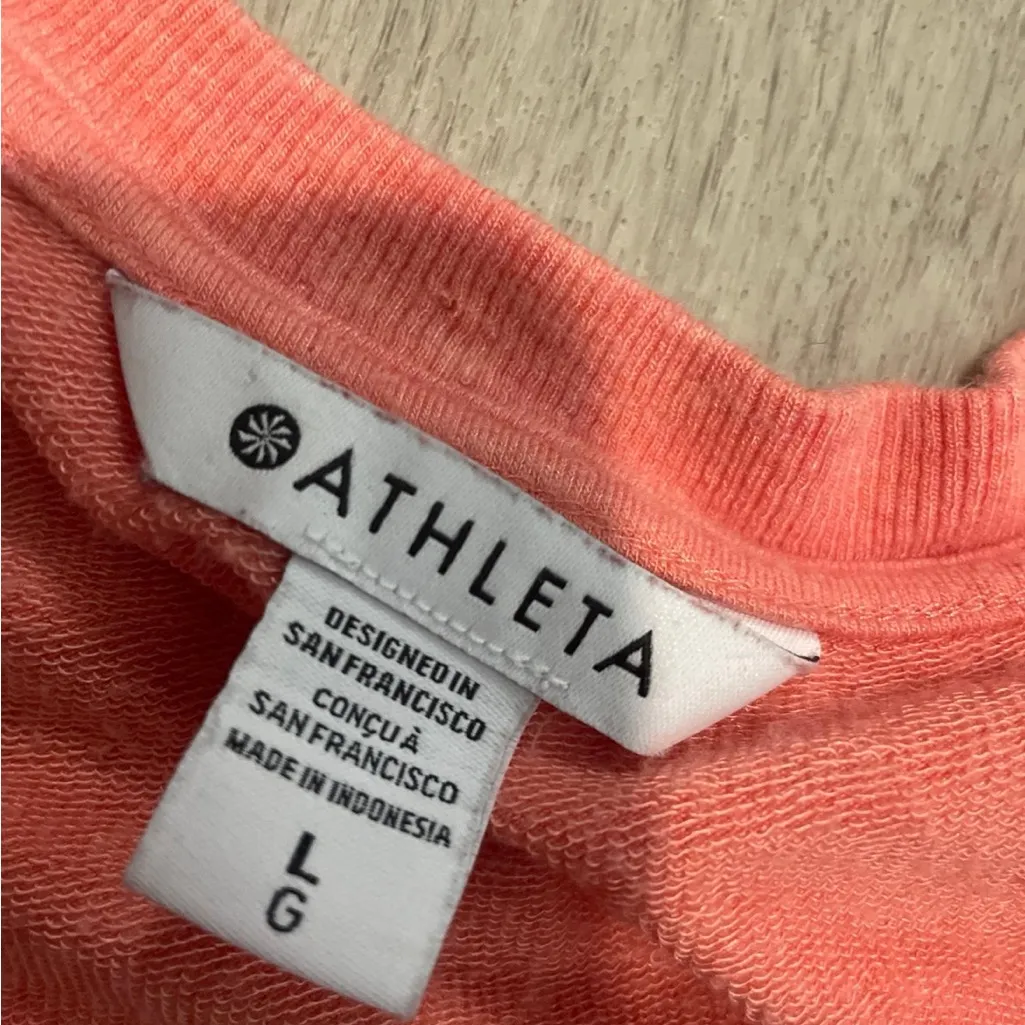 ATHLETA
DESIGNED IN
SAN FRANCISCO
CONÇU À
SAN FRANCISCO
MADE IN INDONESIA
L
G